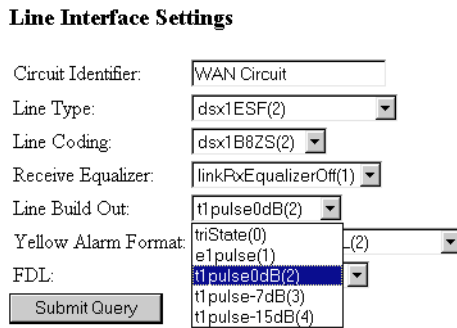 Line Interface Settings
Circuit Identifier: WAN Circuit
Line Type: dsx1ESF(2)
Line Coding: dsx1B8ZS(2)
Receive Equalizer: linkRxEqualizerOff(1)
Line Build Out: t1pulse0dB(2)
triState(0)
Yellow Alarm Format: (2)
e1pulse(1)
FDL: t1pulse0dB(2)
t1pulse-7dB(3)
Submit Query
t1pulse-15dB(4)